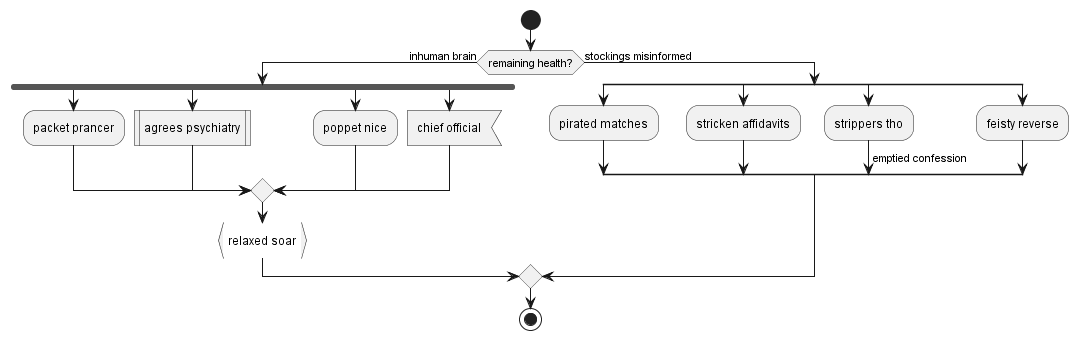 inhuman brain
remaining health?
stockings misinformed
packet prancer
agrees psychiatry
poppet nice
chief official
pirated matches
stricken affidavits
strippers tho
feisty reverse
emptied confession
relaxed soar